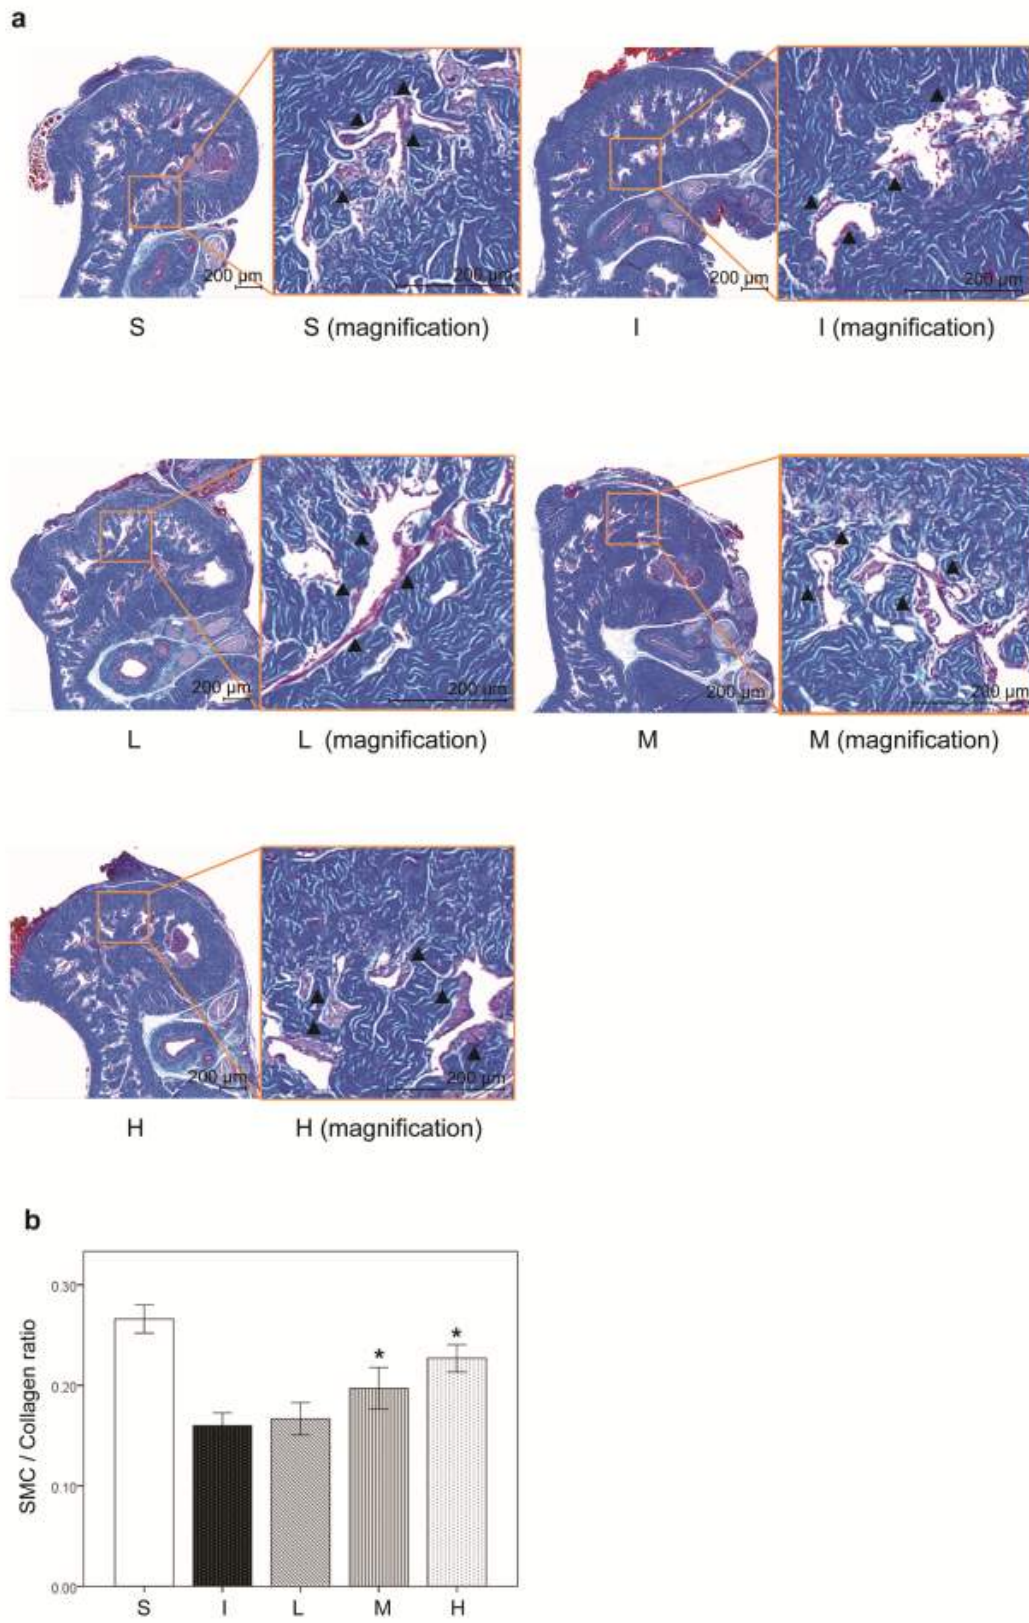 a
200 µm
200 µm
200 µm
200 µm
S
S (magnification)
I
I (magnification)
200 µm
200 µm
200 µm
200 µm
L
L (magnification)
M
M (magnification)
200 µm
200 µm
H
H (magnification)
b
SMC / Collagen ratio
0.30
*
*
0.20
0.10
0.00
S I L M H